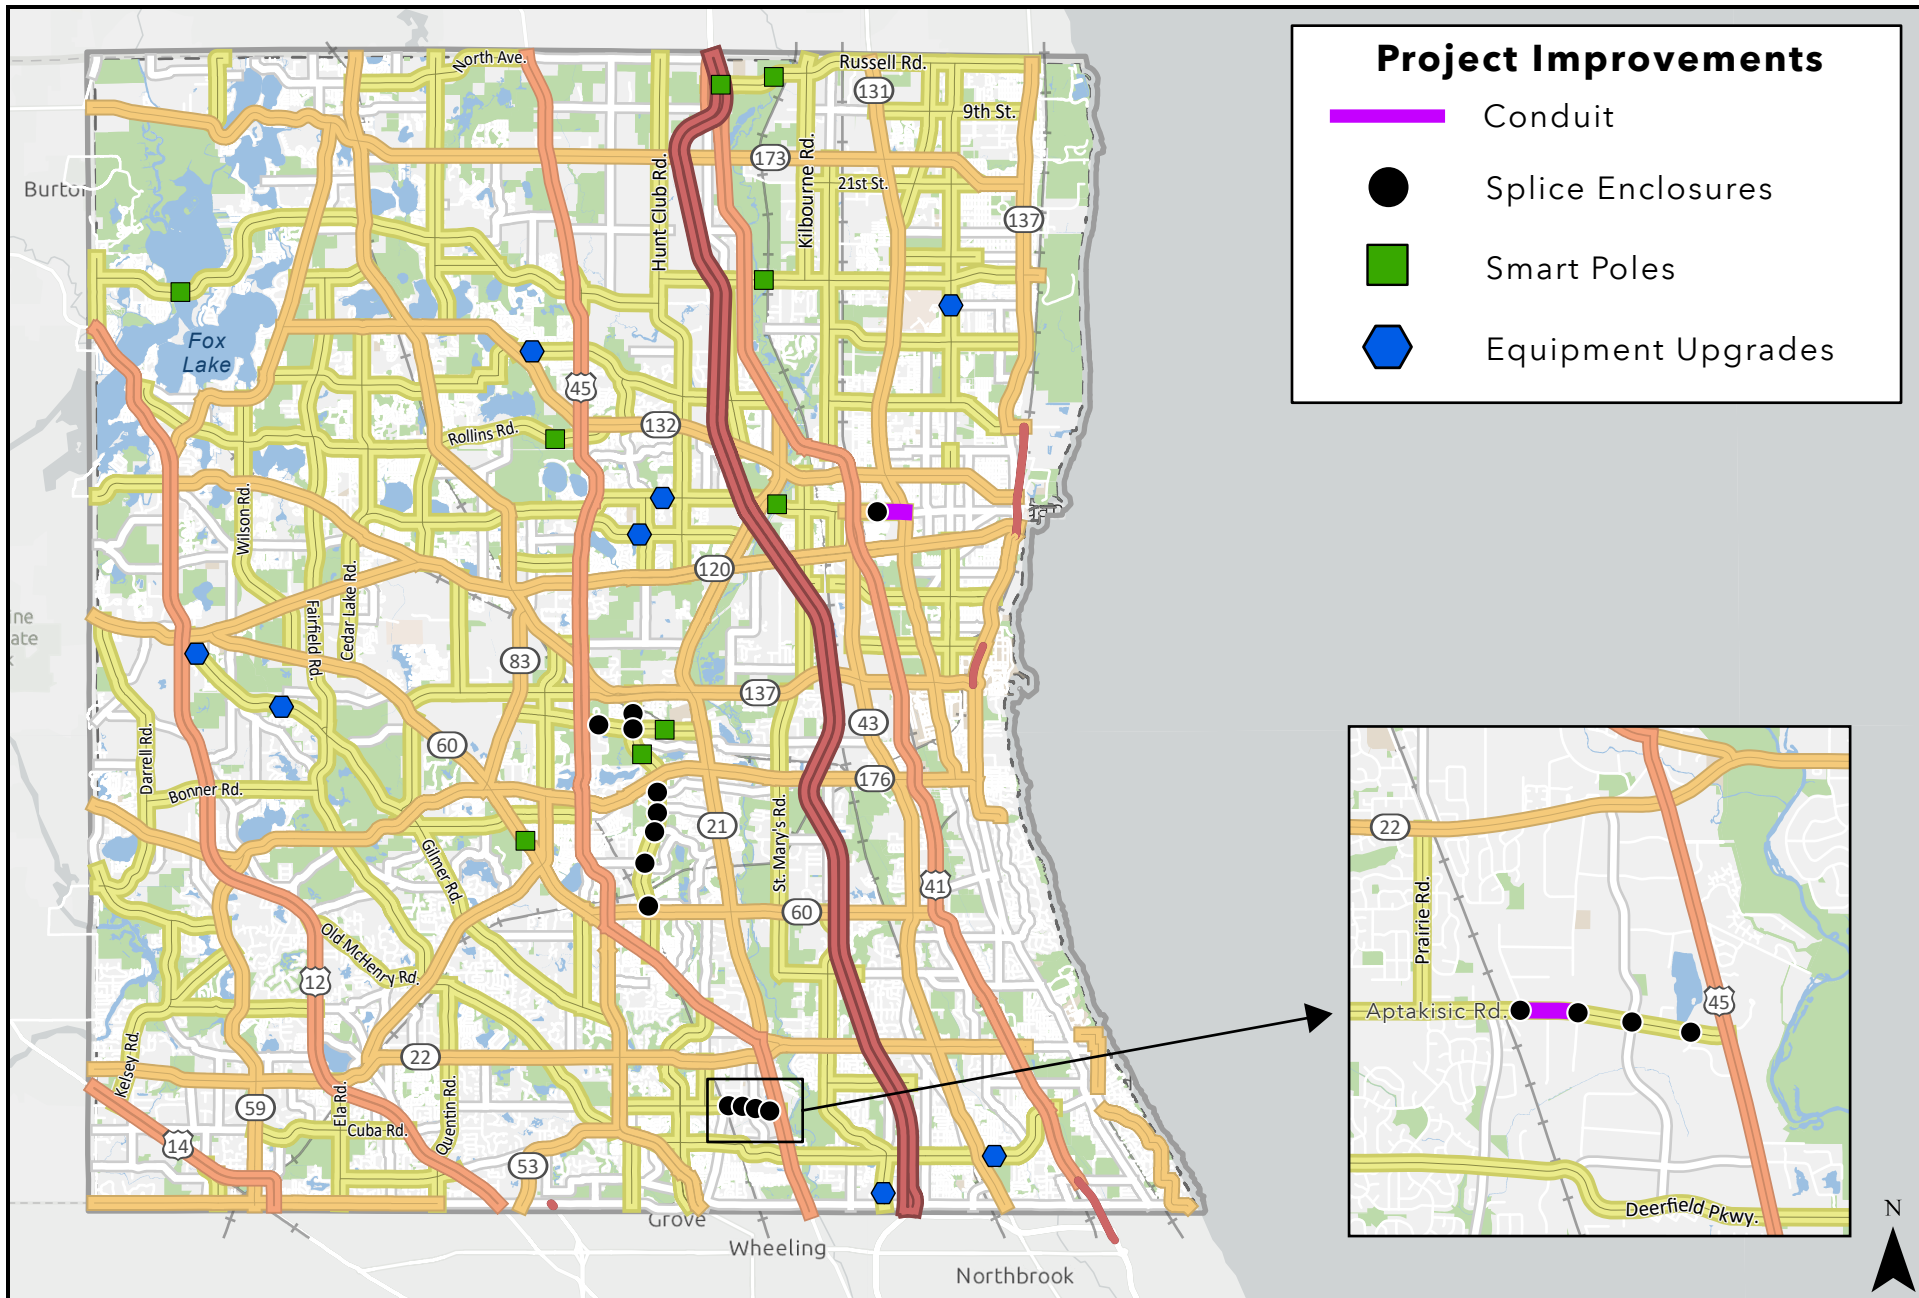 Project Improvements
Conduit
Splice Enclosures
Smart Poles
Equipment Upgrades
North Ave.
Russell Rd.
131
9th St.
173
Kilbourne Rd.
Hunt Club Rd.
21st St.
137
Burton
Fox
Lake
45
132
Rollins Rd.
Wilson Rd.
120
Cedar Lake Rd.
Fairfield Rd.
83
137
43
60
Darrell Rd.
Bonner Rd.
176
21
St. Mary's Rd.
Gilmer Rd.
41
60
Old McHenry Rd.
12
22
Kelsey Rd.
59
Ela Rd.
Cuba Rd.
Quentin Rd.
14
53
Grove
Wheeling
Northbrook
22
Prairie Rd.
45
Aptakisic Rd.
Deerfield Pkwy.
N